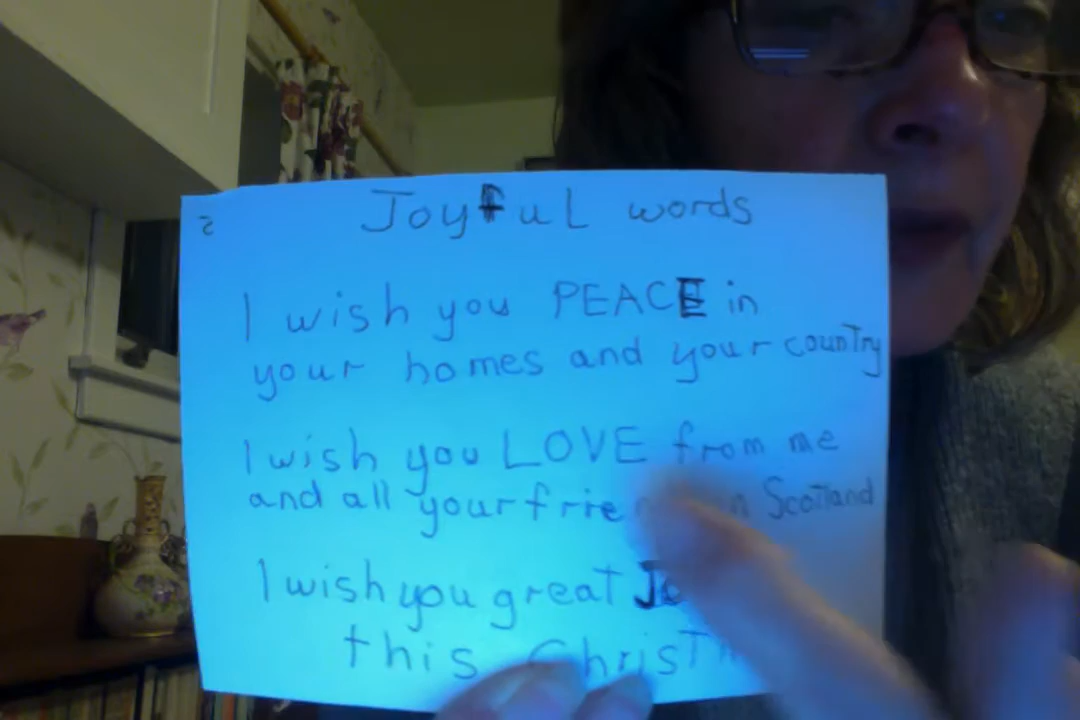 2
Joyful words
I wish you PEACE in
your homes and your country
I wish you LOVE from me
and all your in Scotland
I wish you great
this